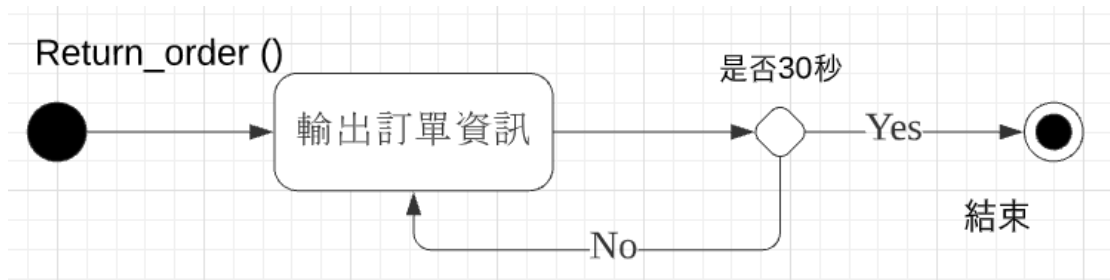 Return_order ()
是否30秒
輸出訂單資訊
Yes
結束
No